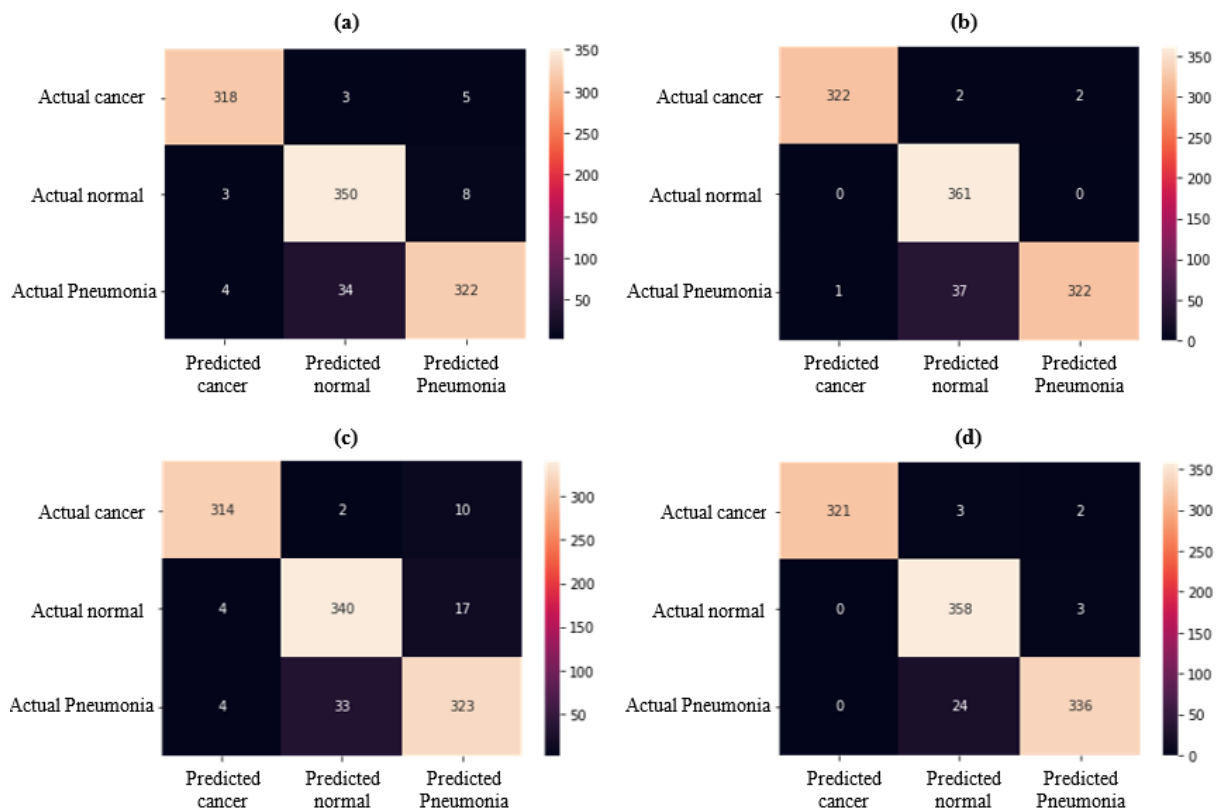 (a)
Actual cancer 318 3 5
Actual normal 3 350 8
Actual Pneumonia 4 34 322
Predicted cancer Predicted normal Predicted Pneumonia
350
300
250
200
150
100
50
(b)
Actual cancer 322 2 2
Actual normal 0 361 0
Actual Pneumonia 1 37 322
Predicted cancer Predicted normal Predicted Pneumonia
350
300
250
200
150
100
50
0
(c)
Actual cancer 314 2 10
Actual normal 4 340 17
Actual Pneumonia 4 33 323
Predicted cancer Predicted normal Predicted Pneumonia
300
250
200
150
100
50
(d)
Actual cancer 321 3 2
Actual normal 0 358 3
Actual Pneumonia 0 24 336
Predicted cancer Predicted normal Predicted Pneumonia
350
300
250
200
150
100
50
0